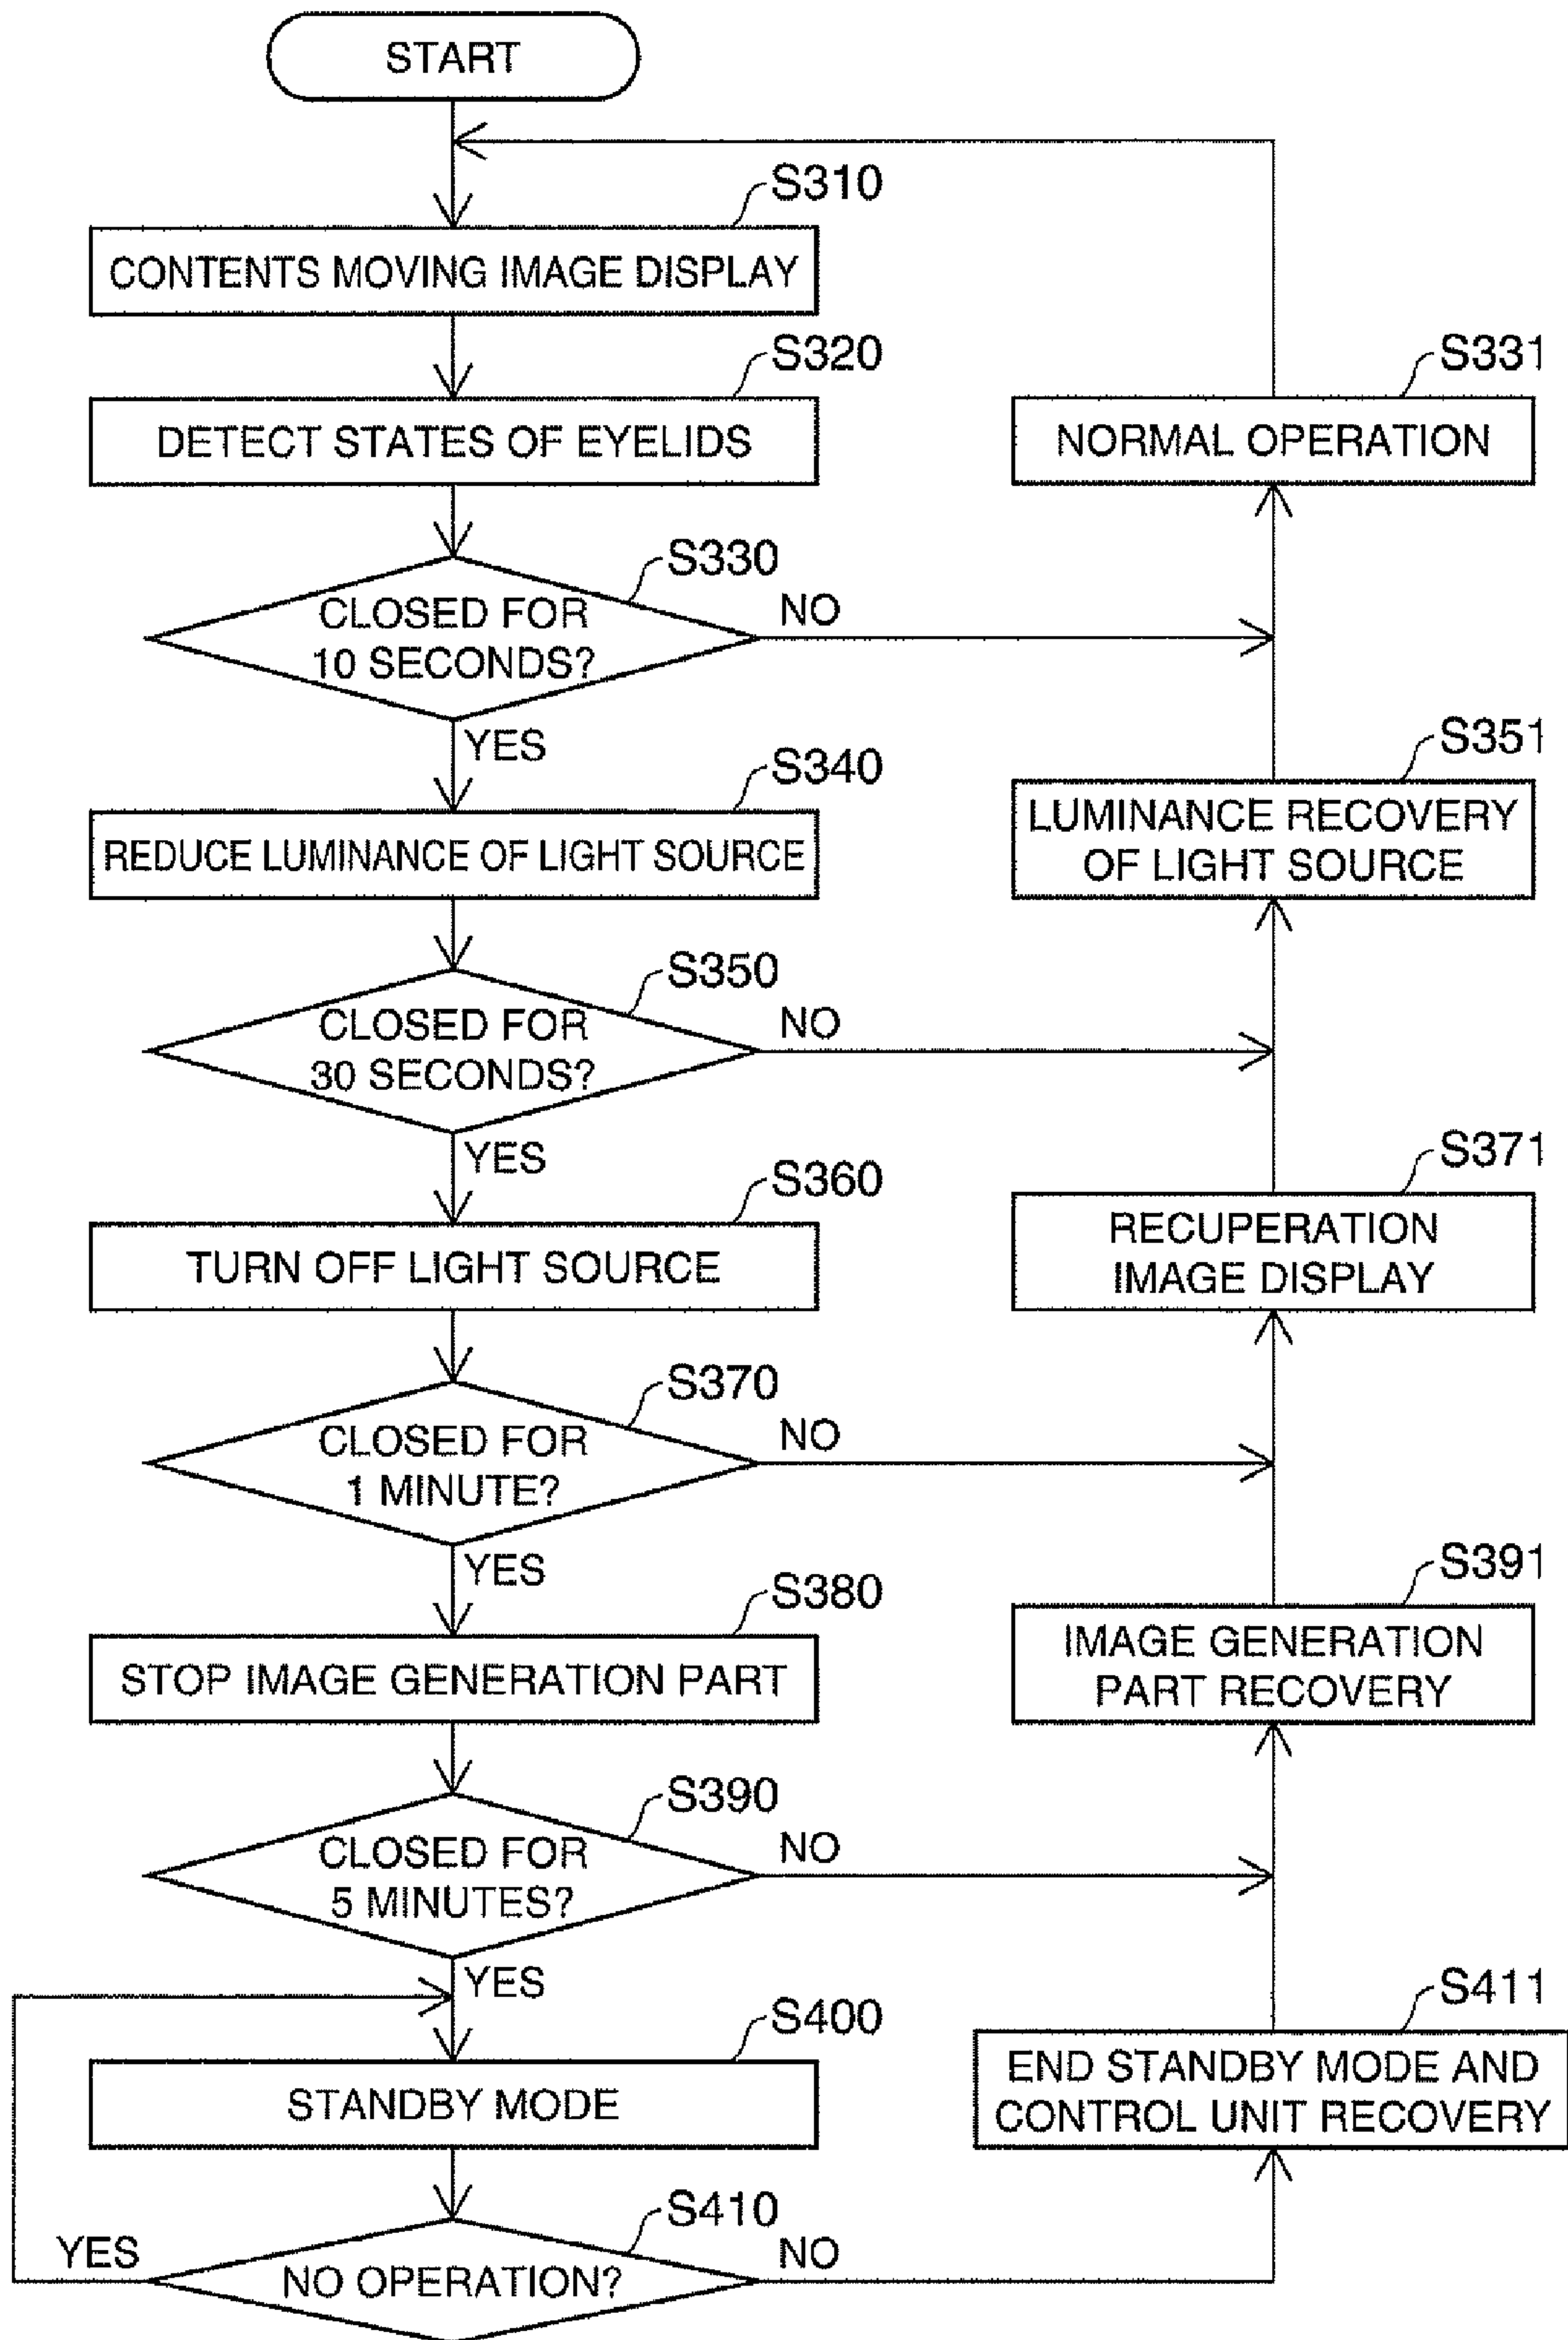 START
S310
CONTENTS MOVING IMAGE DISPLAY
S320
DETECT STATES OF EYELIDS
S331
NORMAL OPERATION
S330
CLOSED FOR
10 SECONDS?
NO
YES
S340
REDUCE LUMINANCE OF LIGHT SOURCE
S351
LUMINANCE RECOVERY
OF LIGHT SOURCE
S350
CLOSED FOR
30 SECONDS?
NO
YES
S360
TURN OFF LIGHT SOURCE
S371
RECUPERATION
IMAGE DISPLAY
S370
CLOSED FOR
1 MINUTE?
NO
YES
S380
STOP IMAGE GENERATION PART
S391
IMAGE GENERATION
PART RECOVERY
S390
CLOSED FOR
5 MINUTES?
NO
YES
S400
STANDBY MODE
S411
END STANDBY MODE AND
CONTROL UNIT RECOVERY
S410
NO OPERATION?
YES
NO